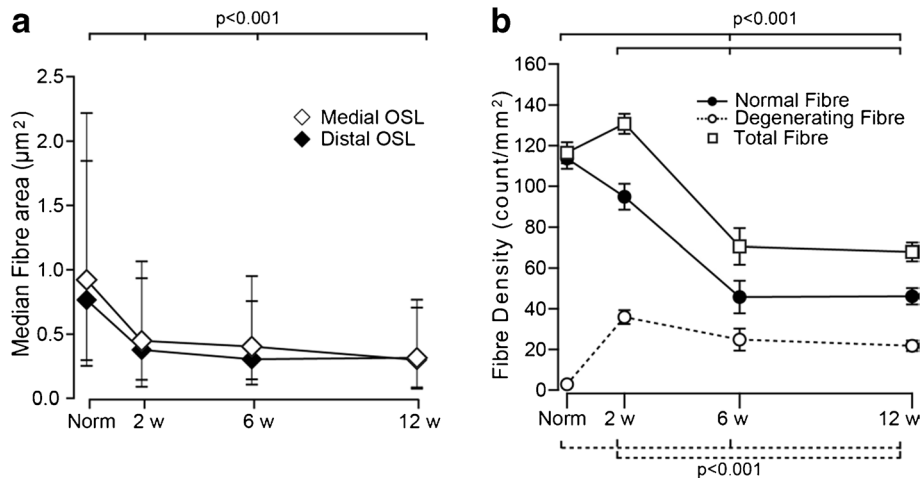 a
p<0.001
Median Fibre area (µm²)
2.5
2.0
1.5
1.0
0.5
0.0
Medial OSL
Distal OSL
Norm 2 w 6 w 12 w
b
p<0.001
Fibre Density (count/mm²)
160
140
120
100
80
60
40
20
0
Normal Fibre
Degenerating Fibre
Total Fibre
Norm 2 w 6 w 12 w
p<0.001